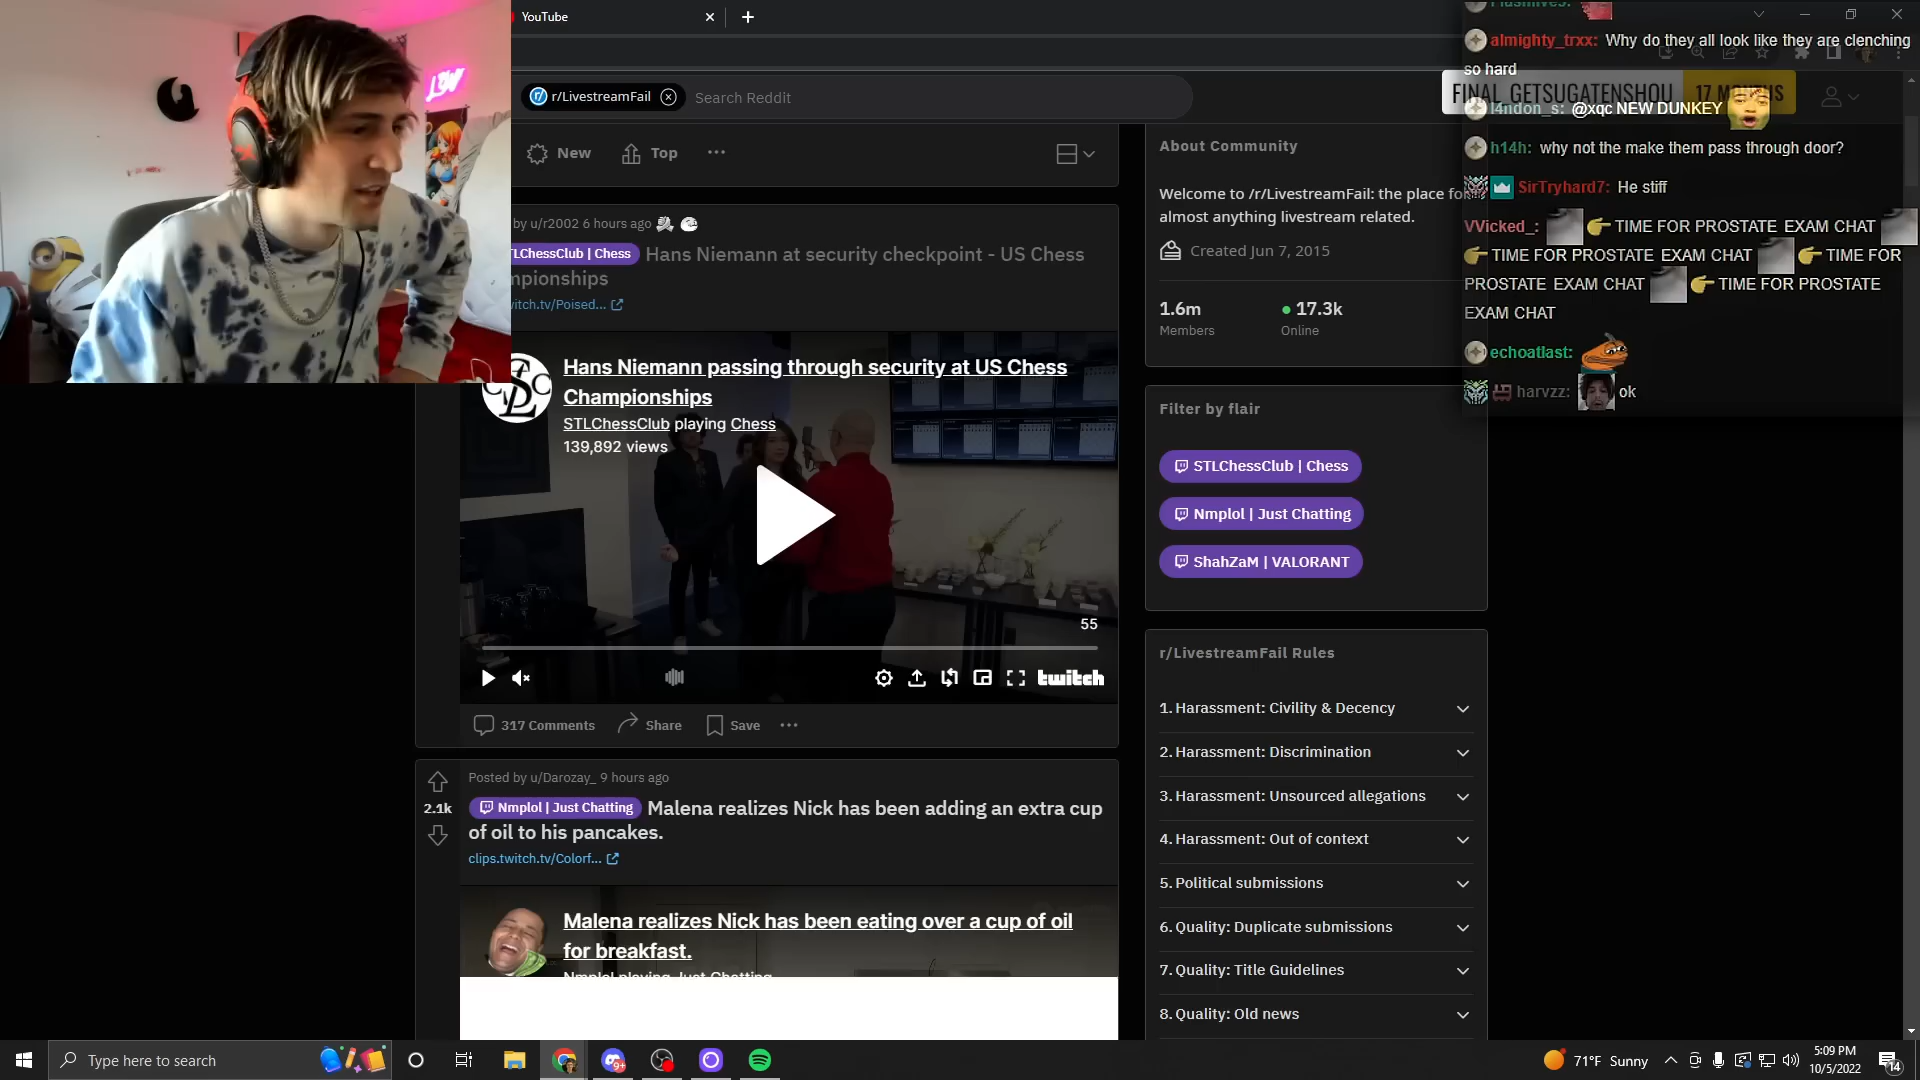 YouTube
r/LivestreamFail
Search Reddit
New
Top
by u/r2002 6 hours ago
TLChessClub | Chess Hans Niemann at security checkpoint - US Chess
mpionships
witch.tv/Poised...
Hans Niemann passing through security at US Chess
Championships
STLChessClub playing Chess
139,892 views
55
twitch
317 Comments
Share
Save
Posted by u/Darozay_ 9 hours ago
2.1k
Nmplol | Just Chatting Malena realizes Nick has been adding an extra cup
of oil to his pancakes.
clips.twitch.tv/Colorf...
Malena realizes Nick has been eating over a cup of oil
for breakfast.
Nmplol playing Just Chatting
About Community
Welcome to /r/LivestreamFail: the place fo
almost anything livestream related.
Created Jun 7, 2015
1.6m
17.3k
Members
Online
Filter by flair
STLChessClub | Chess
Nmplol | Just Chatting
ShahZaM | VALORANT
r/LivestreamFail Rules
1. Harassment: Civility & Decency
2. Harassment: Discrimination
3. Harassment: Unsourced allegations
4. Harassment: Out of context
5. Political submissions
6. Quality: Duplicate submissions
7. Quality: Title Guidelines
8. Quality: Old news
almighty_trxx: Why do they all look like they are clenching
so hard
FINAL_GETSUGATENSHOU 17 MONTHS
l4ndon_s: @xqc NEW DUNKEY
h14h: why not the make them pass through door?
SirTryhard7: He stiff
VVicked_: TIME FOR PROSTATE EXAM CHAT
TIME FOR PROSTATE EXAM CHAT TIME FOR
PROSTATE EXAM CHAT TIME FOR PROSTATE
EXAM CHAT
echoatlast:
harvzz: ok
Type here to search
9+
71°F Sunny
5:09 PM
10/5/2022
14